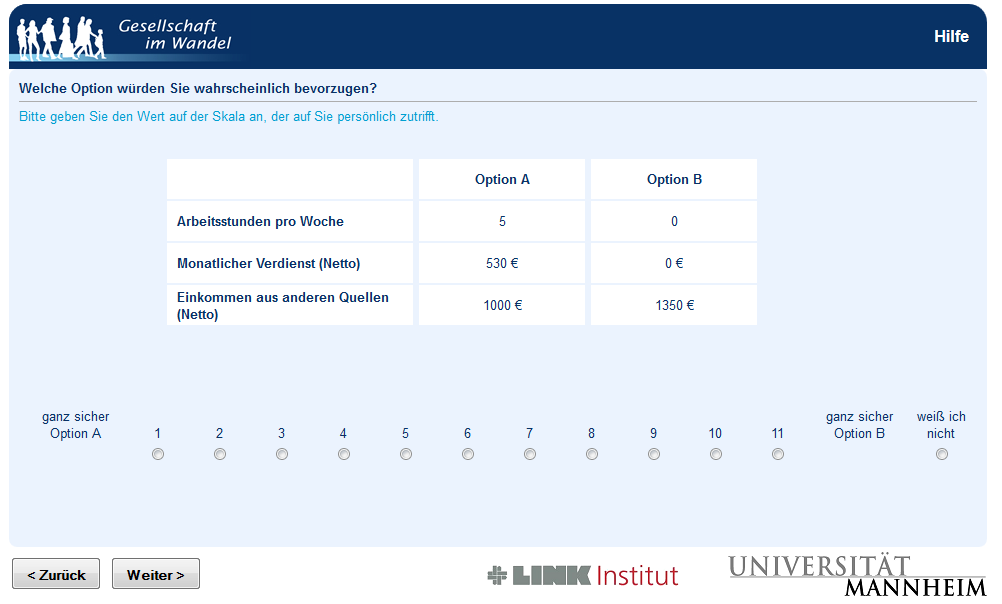 Gesellschaft
im Wandel
Hilfe
Welche Option würden Sie wahrscheinlich bevorzugen?
Bitte geben Sie den Wert auf der Skala an, der auf Sie persönlich zutrifft.
Option A Option B
Arbeitsstunden pro Woche 5 0
Monatlicher Verdienst (Netto) 530 € 0 €
Einkommen aus anderen Quellen
(Netto) 1000 € 1350 €
ganz sicher
Option A 1 2 3 4 5 6 7 8 9 10 11 ganz sicher
Option B weiß ich
nicht
< Zurück Weiter >
LINK Institut
UNIVERSITÄT
MANNHEIM